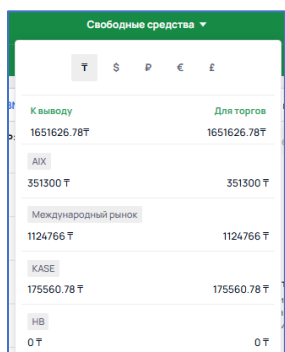 Свободные средства ▼
₸ $ ₽ € £
К выводу Для торгов
1651626.78₸ 1651626.78₸
AIX
351300 ₸ 351300 ₸
Международный рынок
1124766 ₸ 1124766 ₸
KASE
175560.78 ₸ 175560.78 ₸
НВ
0 ₸ 0 ₸